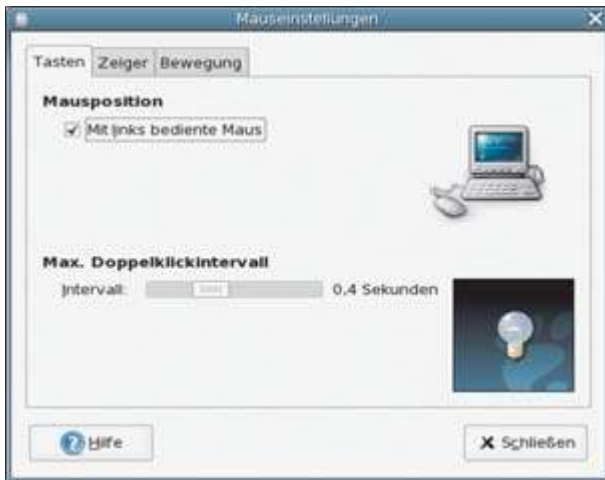 Mauseinstellungen
Tasten Zeiger Bewegung
Mausposition
Mit links bediente Maus
Max. Doppelklickintervall
Intervall: 0,4 Sekunden
Hilfe Schließen